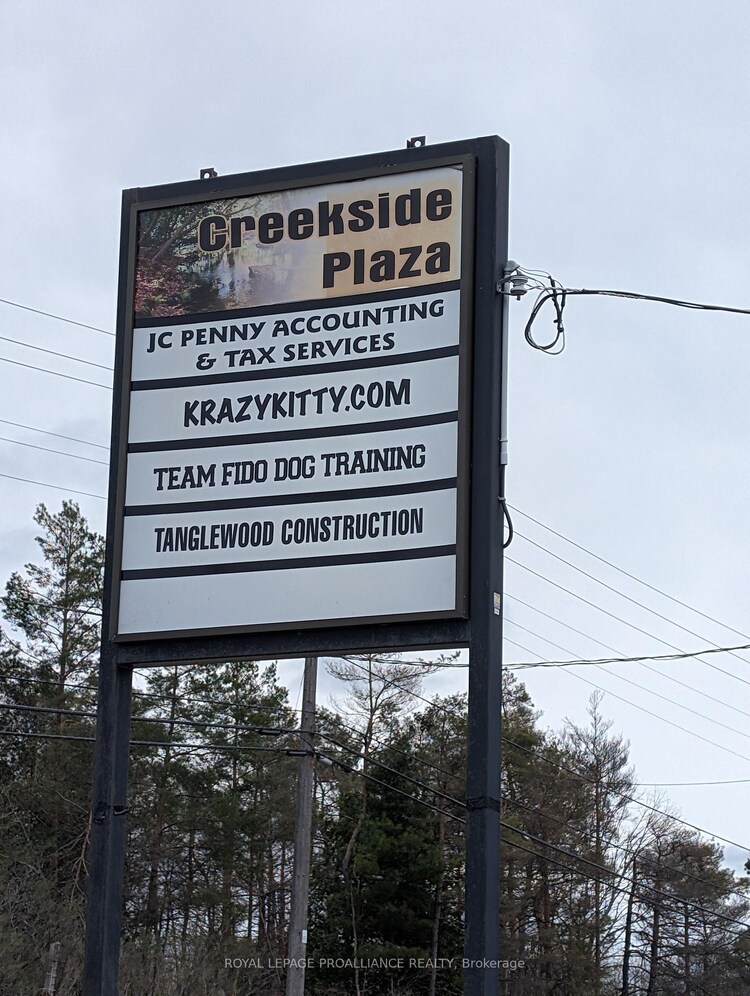 Creekside
Plaza
JC PENNY ACCOUNTING
& TAX SERVICES
KRAZYKITTY.COM
TEAM FIDO DOG TRAINING
TANGLEWOOD CONSTRUCTION
ROYAL LEPAGE PROALLIANCE REALTY, Brokerage